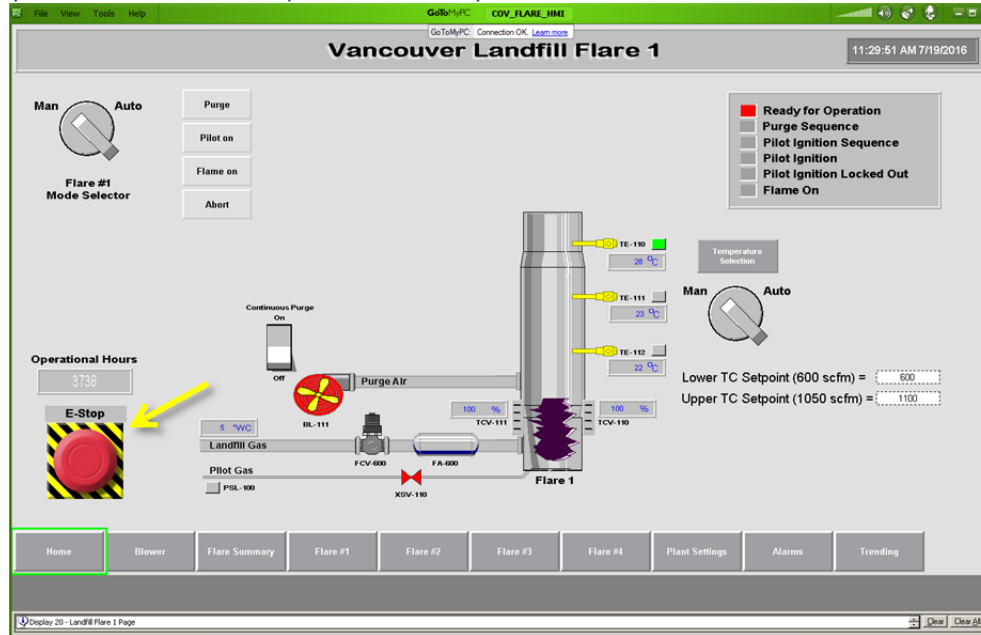 File View Tools Help
GoToMyPC COV_FLARE_HMI
GoToMyPC: Connection OK. Learn more
Vancouver Landfill Flare 1
11:29:51 AM 7/19/2016
Man Auto
Flare #1
Mode Selector
Purge
Pilot on
Flame on
Abort
Ready for Operation
Purge Sequence
Pilot Ignition Sequence
Pilot Ignition
Pilot Ignition Locked Out
Flame On
TE-110
28 °C
TE-111
23 °C
TE-112
22 °C
Temperature
Selection
Man Auto
Lower TC Setpoint (600 scfm) = 600
Upper TC Setpoint (1050 scfm) = 1100
Continuous Purge
On
Off
Operational Hours
3738
E-Stop
Purge Air
BL-111
100 %
TCV-111
100 %
TCV-110
5 "WC
Landfill Gas
FCV-600
FA-600
Pilot Gas
PSL-100
XSV-110
Flare 1
Home Blower Flare Summary Flare #1 Flare #2 Flare #3 Flare #4 Plant Settings Alarms Trending
Display 20 - Landfill Flare 1 Page
Clear Clear All